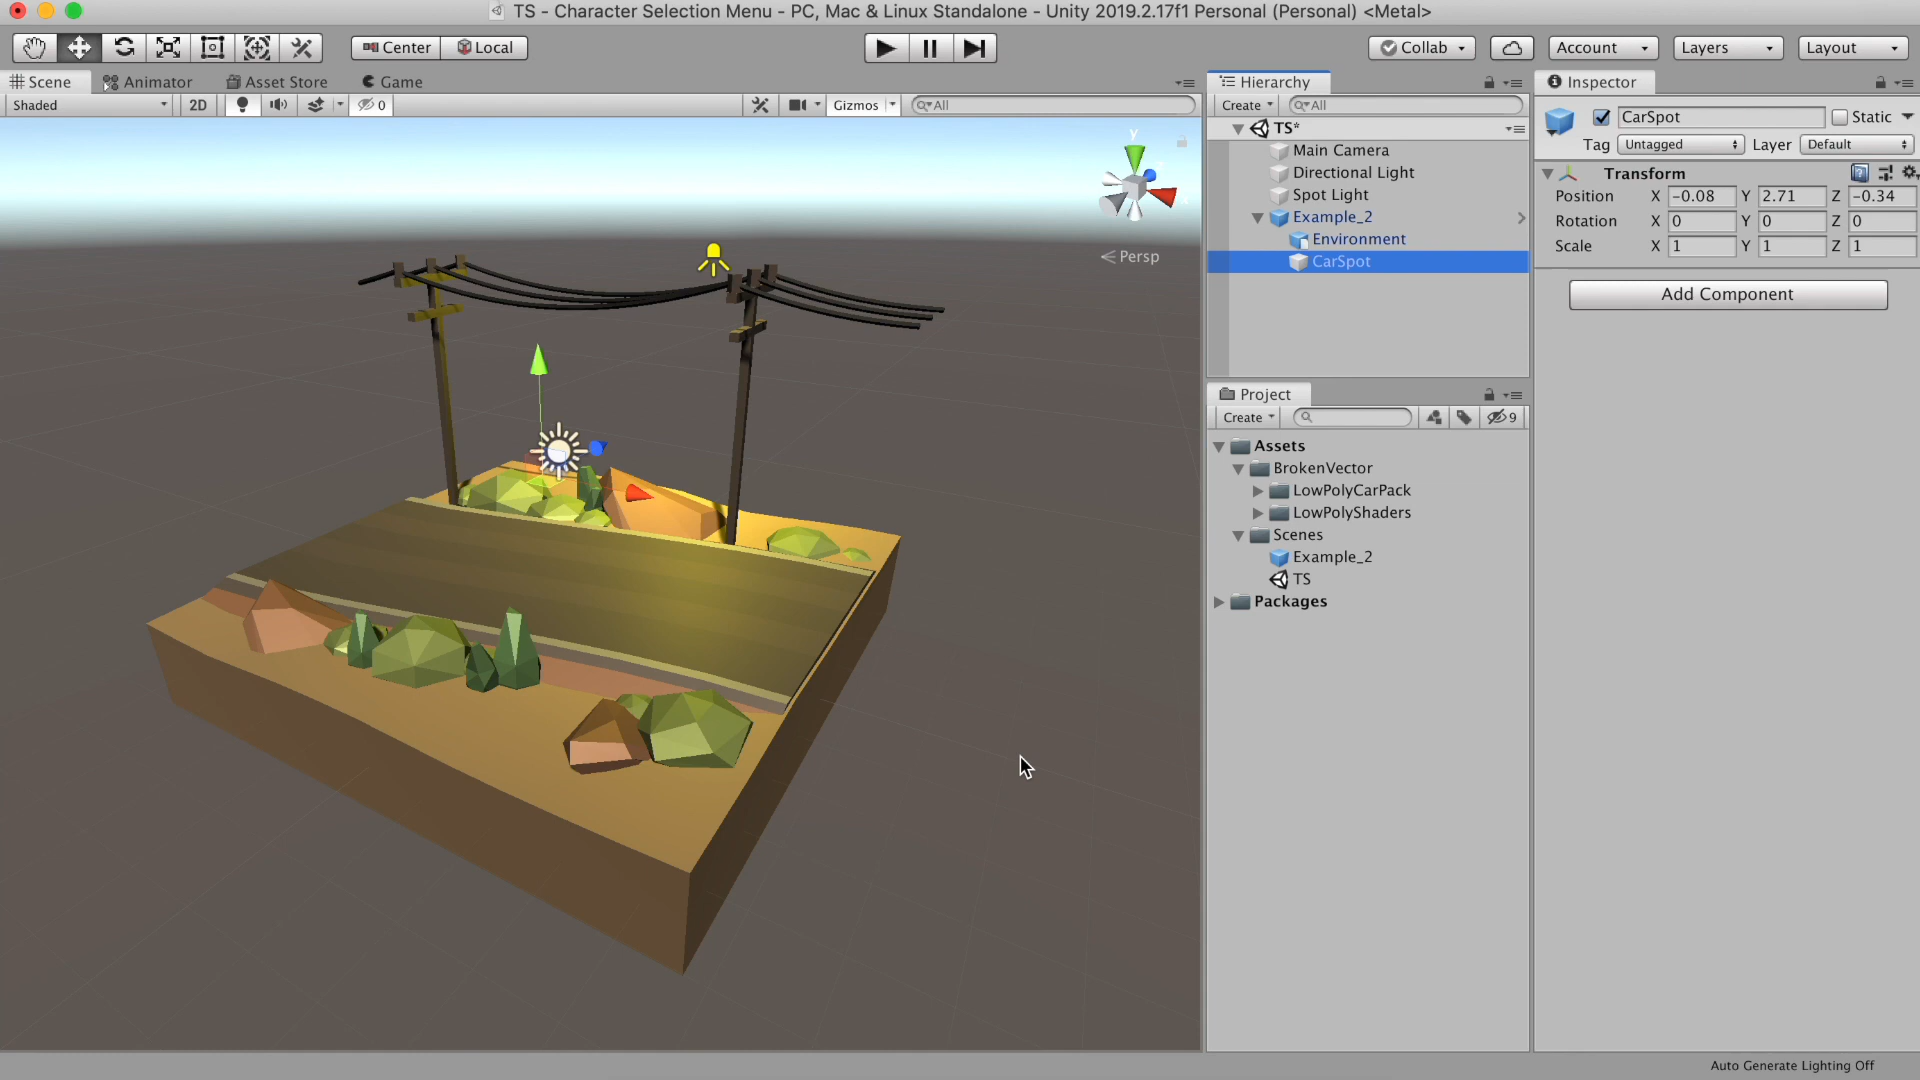 TS - Character Selection Menu - PC, Mac & Linux Standalone - Unity 2019.2.17f1 Personal (Personal) <Metal>
Center Local Collab Account Layers Layout
Scene Animator Asset Store Game
Shaded 2D 0 Gizmos All
y
Persp
Hierarchy
Create All
TS*
Main Camera
Directional Light
Spot Light
Example_2
Environment
CarSpot
Project
Create 9
Assets
BrokenVector
LowPolyCarPack
LowPolyShaders
Scenes
Example_2
TS
Packages
Inspector
CarSpot Static
Tag Untagged Layer Default
Transform
Position X -0.08 Y 2.71 Z -0.34
Rotation X 0 Y 0 Z 0
Scale X 1 Y 1 Z 1
Add Component
Auto Generate Lighting Off